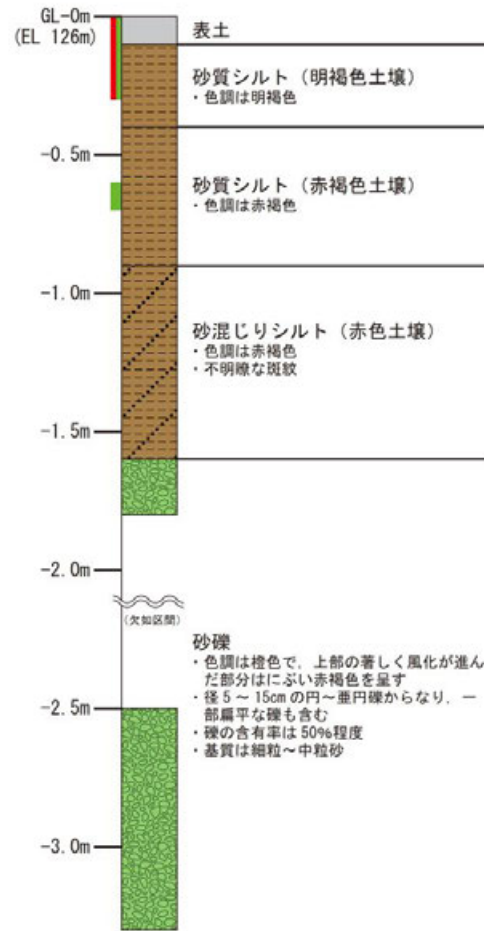 GL-0m
(EL 126m)
表土
砂質シルト（明褐色土壌）
・色調は明褐色
-0.5m
砂質シルト（赤褐色土壌）
・色調は赤褐色
-1.0m
砂混じりシルト（赤色土壌）
・色調は赤褐色
・不明瞭な斑紋
-1.5m
-2.0m
(欠如区間)
砂礫
・色調は橙色で，上部の著しく風化が進ん
だ部分はにぶい赤褐色を呈す
・径5～15cmの円～亜円礫からなり，一
部扁平な礫も含む
・礫の含有率は50%程度
・基質は細粒～中粒砂
-2.5m
-3.0m